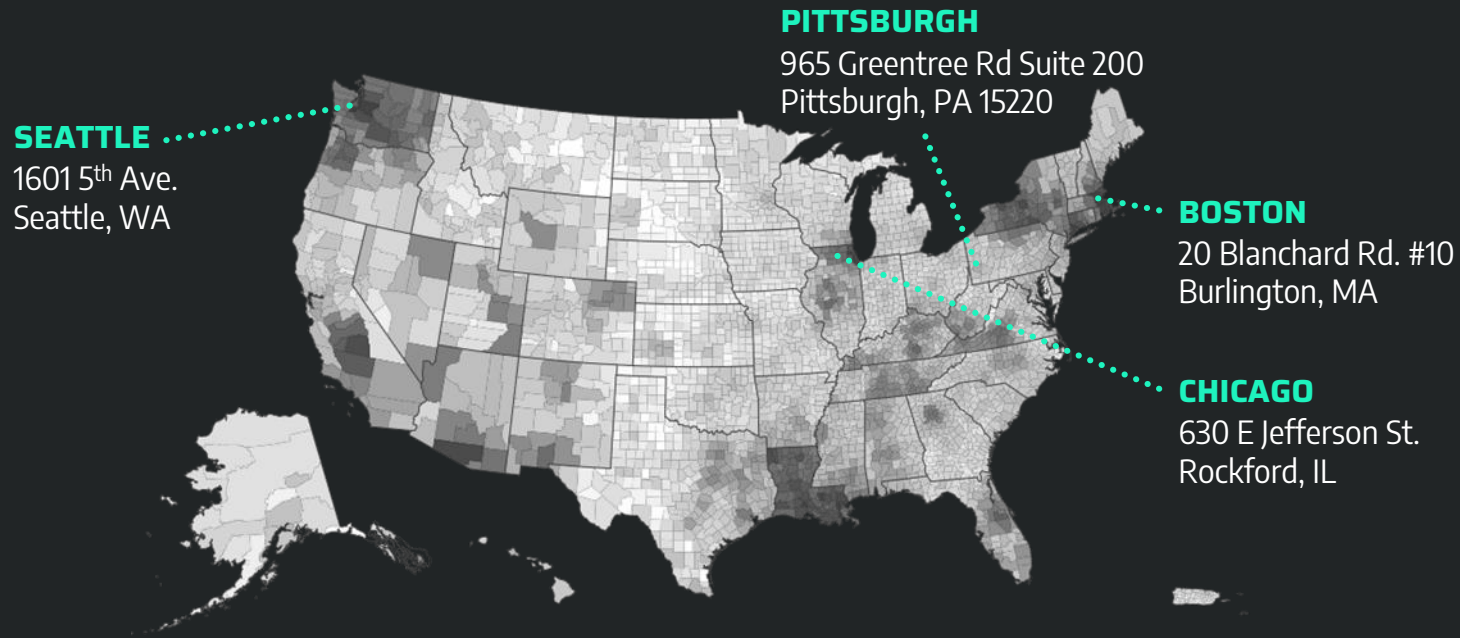 PITTSBURGH
965 Greentree Rd Suite 200
Pittsburgh, PA 15220
SEATTLE
1601 5th Ave.
Seattle, WA
BOSTON
20 Blanchard Rd. #10
Burlington, MA
CHICAGO
630 E Jefferson St.
Rockford, IL